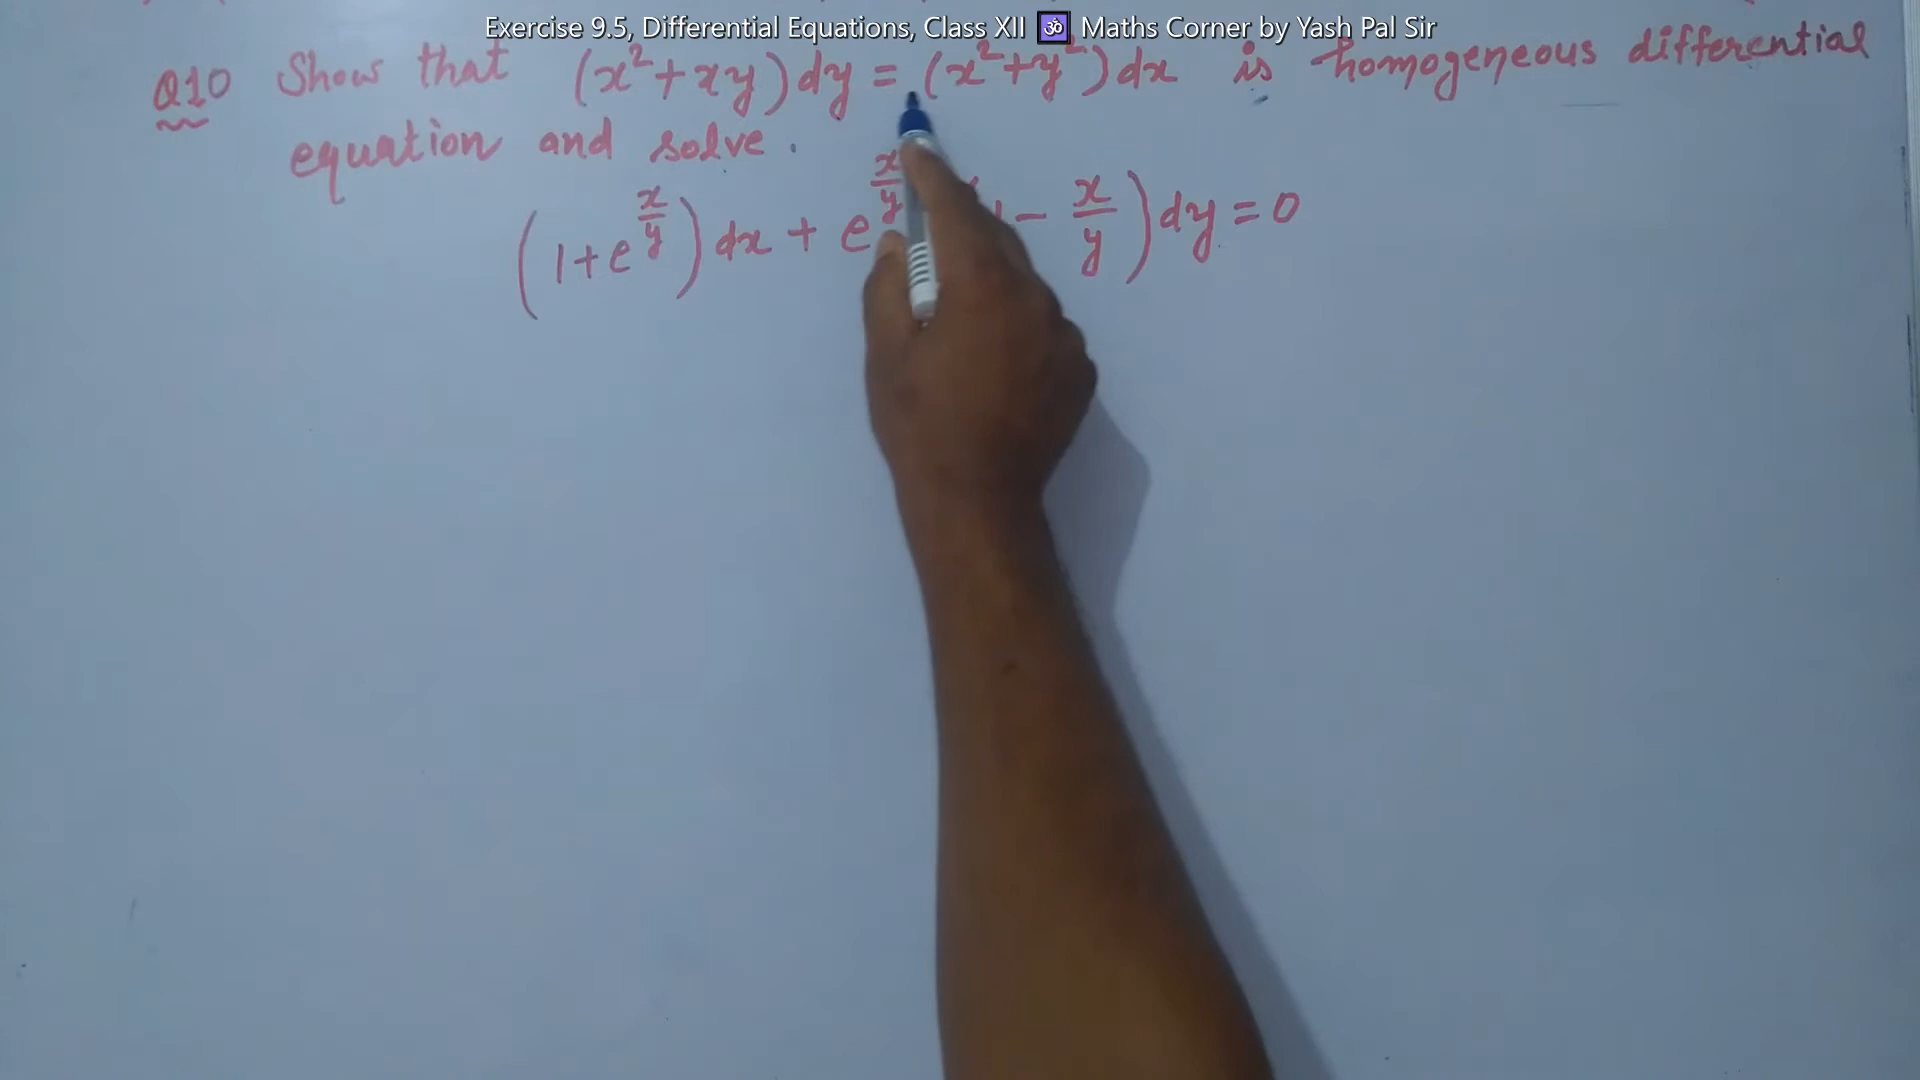 Exercise 9.5, Differential Equations, Class XII ॐ Maths Corner by Yash Pal Sir
Q10 Show that (x²+xy)dy=(x²+y²)dx is homogeneous differential
equation and solve.
(1+e^(x/y))dx+e^(x/y) - x/y)dy=0